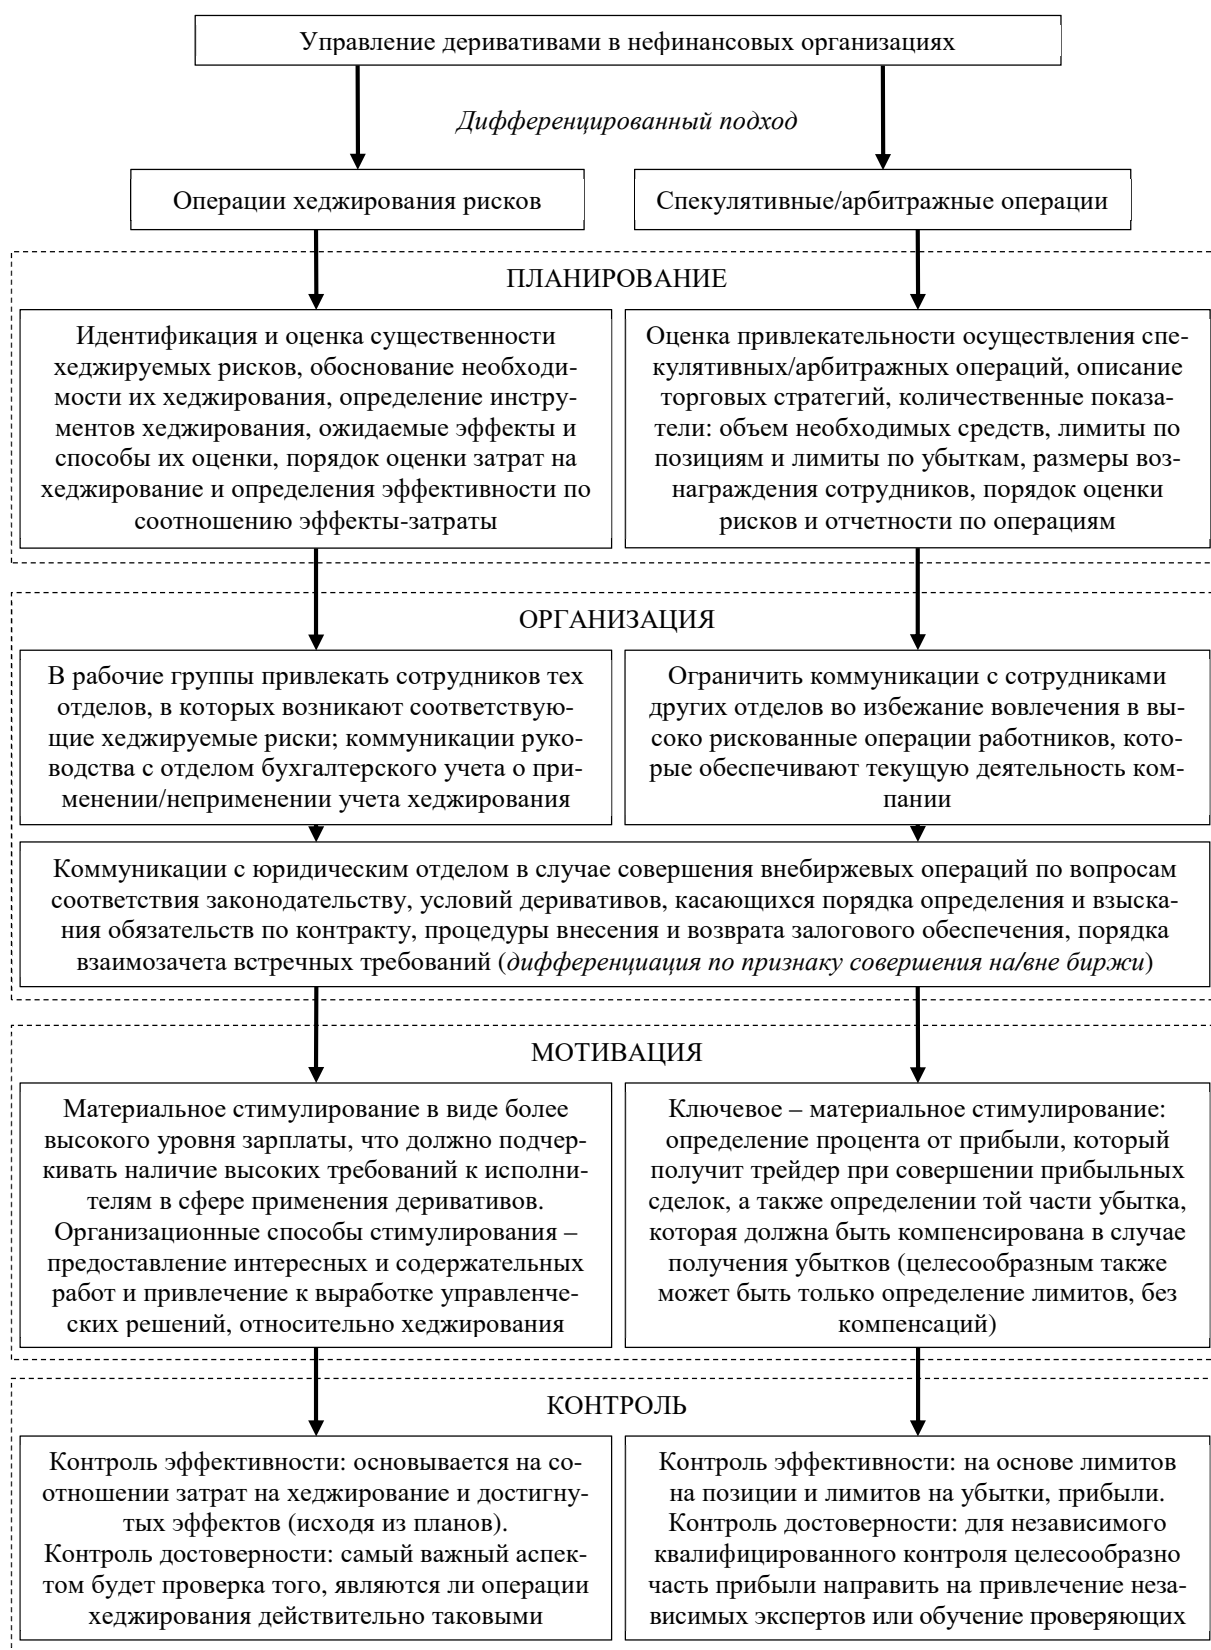 Управление деривативами в нефинансовых организациях
Дифференцированный подход
Операции хеджирования рисков
Спекулятивные/арбитражные операции
ПЛАНИРОВАНИЕ
Идентификация и оценка существенности
хеджируемых рисков, обоснование необходи-
мости их хеджирования, определение инстру-
ментов хеджирования, ожидаемые эффекты и
способы их оценки, порядок оценки затрат на
хеджирование и определения эффективности по
соотношению эффекты-затраты
Оценка привлекательности осуществления спе-
кулятивных/арбитражных операций, описание
торговых стратегий, количественные показа-
тели: объем необходимых средств, лимиты по
позициям и лимиты по убыткам, размеры воз-
награждения сотрудников, порядок оценки
рисков и отчетности по операциям
ОРГАНИЗАЦИЯ
В рабочие группы привлекать сотрудников тех
отделов, в которых возникают соответствую-
щие хеджируемые риски; коммуникации руко-
водства с отделом бухгалтерского учета о при-
менении/неприменении учета хеджирования
Ограничить коммуникации с сотрудниками
других отделов во избежание вовлечения в вы-
соко рискованные операции работников, кото-
рые обеспечивают текущую деятельность ком-
пании
Коммуникации с юридическим отделом в случае совершения внебиржевых операций по вопросам
соответствия законодательству, условий деривативов, касающихся порядка определения и взыска-
ния обязательств по контракту, процедуры внесения и возврата залогового обеспечения, порядка
взаимозачета встречных требований (дифференциация по признаку совершения на/вне биржи)
МОТИВАЦИЯ
Материальное стимулирование в виде более
высокого уровня зарплаты, что должно подчер-
кивать наличие высоких требований к исполни-
телям в сфере применения деривативов.
Организационные способы стимулирования –
предоставление интересных и содержательных
работ и привлечение к выработке управленче-
ских решений, относительно хеджирования
Ключевое – материальное стимулирование:
определение процента от прибыли, который
получит трейдер при совершении прибыльных
сделок, а также определении той части убытка,
которая должна быть компенсирована в случае
получения убытков (целесообразным также
может быть только определение лимитов, без
компенсаций)
КОНТРОЛЬ
Контроль эффективности: основывается на со-
отношении затрат на хеджирование и достигну-
тых эффектов (исходя из планов).
Контроль достоверности: самый важный аспек-
том будет проверка того, являются ли операции
хеджирования действительно таковыми
Контроль эффективности: на основе лимитов
на позиции и лимитов на убытки, прибыли.
Контроль достоверности: для независимого
квалифицированного контроля целесообразно
часть прибыли направить на привлечение неза-
висимых экспертов или обучение проверяющих